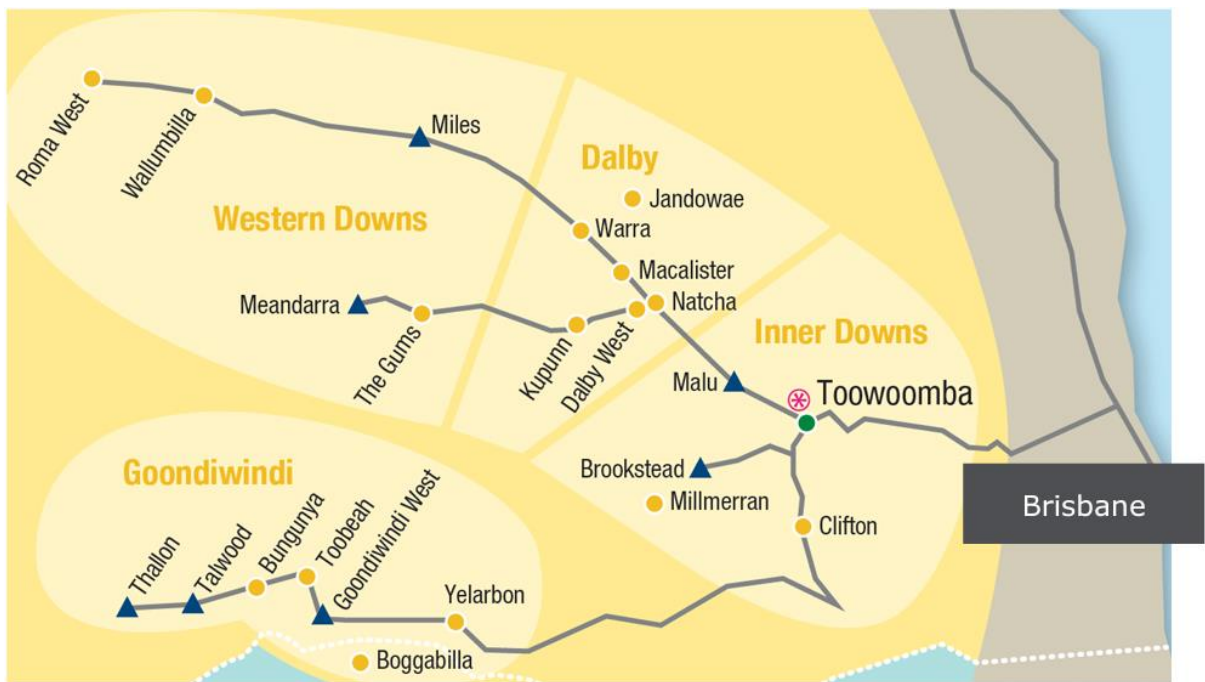 Roma West
Wallumbilla
Miles
Dalby
Jandowae
Western Downs
Warra
Macalister
Natcha
Meandarra
The Gums
Kupunn
Dalby West
Inner Downs
Malu
Toowoomba
Brookstead
Millmerran
Clifton
Brisbane
Goondiwindi
Thallon
Talwood
Bungunya
Toobeah
Goondiwindi West
Yelarbon
Boggabilla